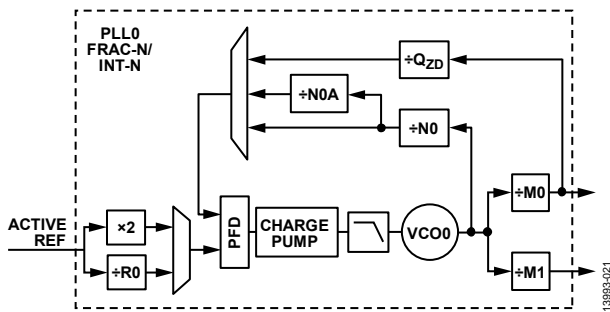 PLL0
FRAC-N/
INT-N
÷QZD
÷N0A
÷N0
ACTIVE
REF
×2
÷R0
PFD
CHARGE
PUMP
VCO0
÷M0
÷M1
13993-021